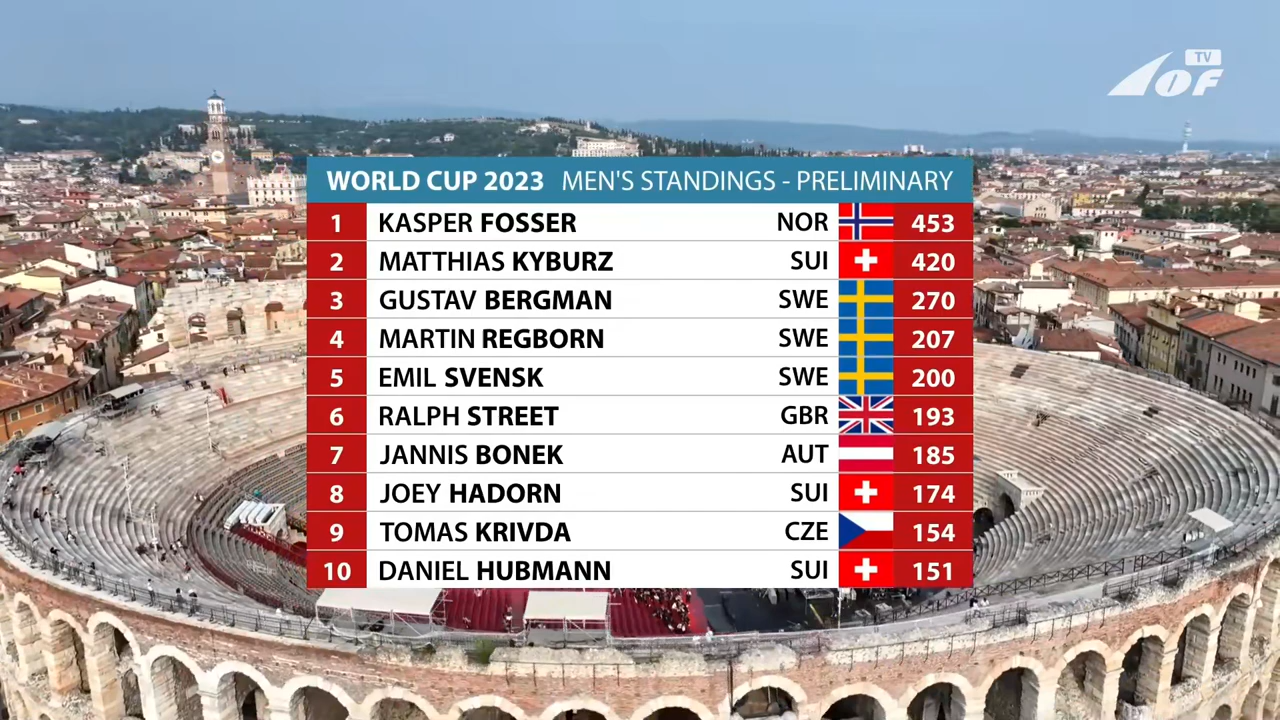 TV
OF
WORLD CUP 2023 MEN'S STANDINGS - PRELIMINARY
1 KASPER FOSSER NOR 453
2 MATTHIAS KYBURZ SUI 420
3 GUSTAV BERGMAN SWE 270
4 MARTIN REGBORN SWE 207
5 EMIL SVENSK SWE 200
6 RALPH STREET GBR 193
7 JANNIS BONEK AUT 185
8 JOEY HADORN SUI 174
9 TOMAS KRIVDA CZE 154
10 DANIEL HUBMANN SUI 151